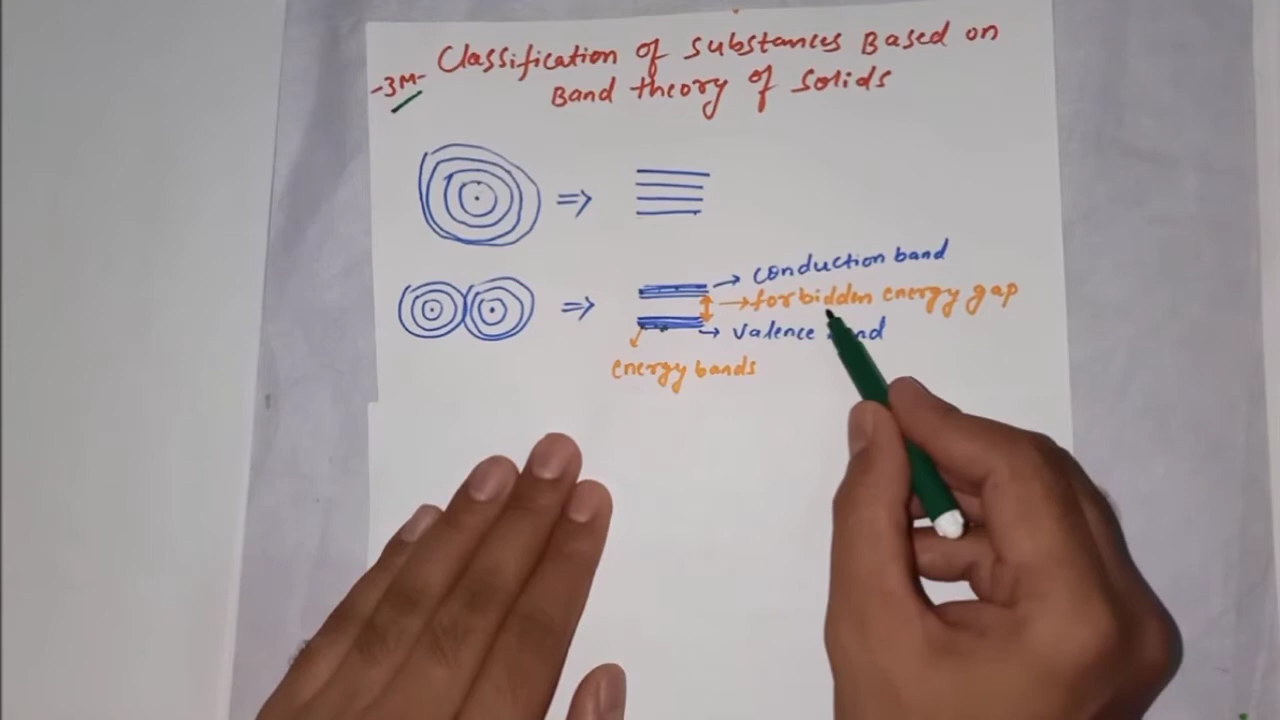 Classification of Substances Based on
-3M-
Band theory of Solids
conduction band
forbidden energy gap
valence
energy bands